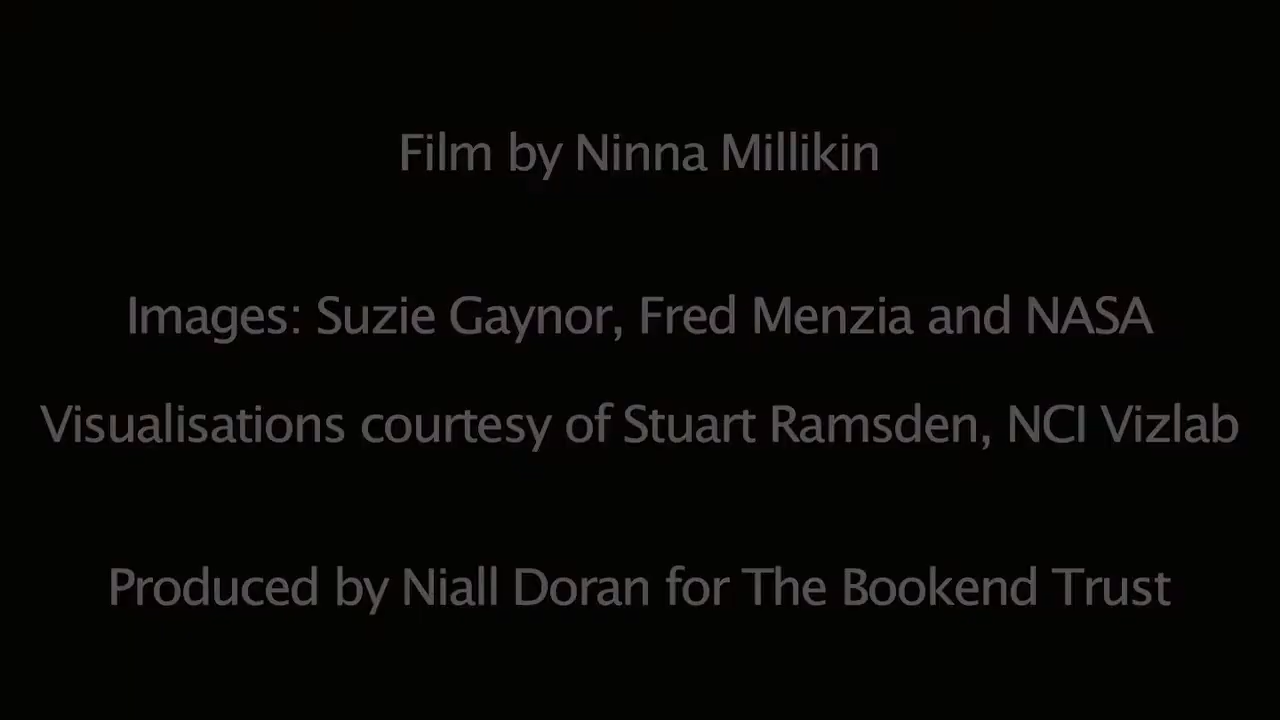 Film by Ninna Millikin
Images: Suzie Gaynor, Fred Menzia and NASA
Visualisations courtesy of Stuart Ramsden, NCI Vizlab
Produced by Niall Doran for The Bookend Trust